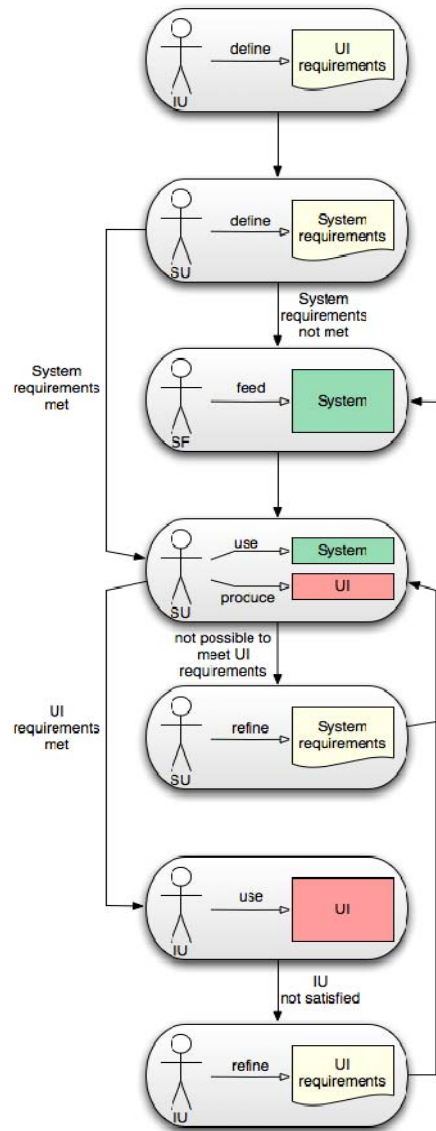 define
UI
requirements
IU
define
System
requirements
SU
System
requirements
not met
System
requirements
met
feed
System
SF
use
System
produce
UI
SU
not possible to
meet UI
requirements
UI
requirements
met
refine
System
requirements
SU
use
UI
IU
IU
not satisfied
refine
UI
requirements
IU